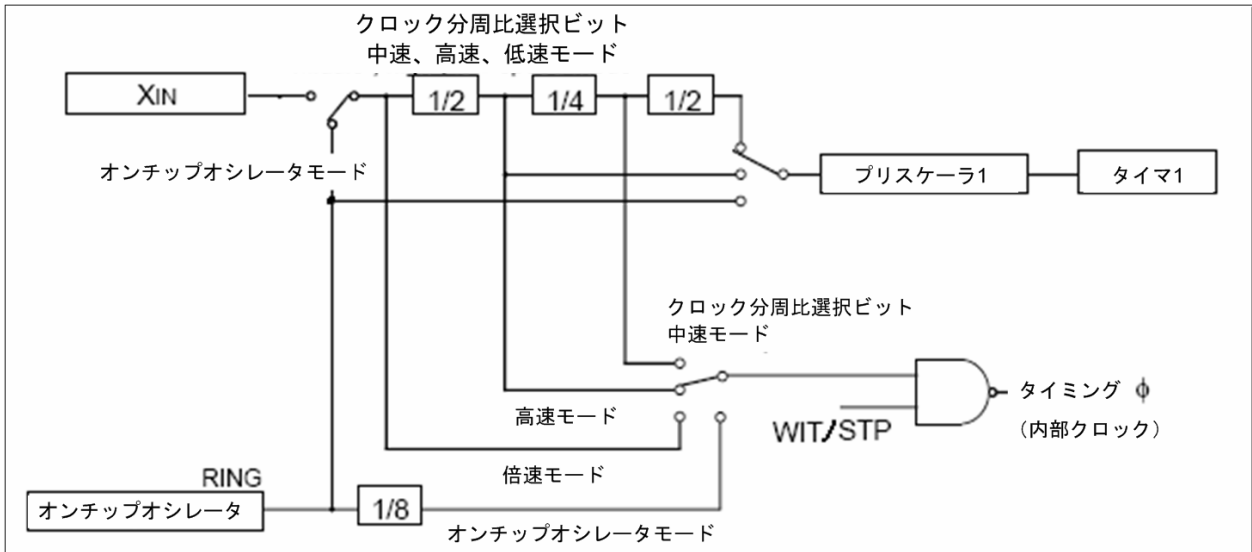 クロック分周比選択ビット
中速、高速、低速モード
XIN
1/2
1/4
1/2
オンチップオシレータモード
プリスケーラ1
タイマ1
クロック分周比選択ビット
中速モード
高速モード
WIT/STP
タイミング ϕ
(内部クロック)
倍速モード
RING
オンチップオシレータ
1/8
オンチップオシレータモード